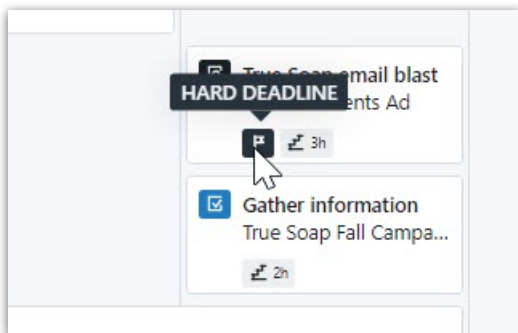 True Soap email blast
HARD DEADLINE
ents Ad
3h
Gather information
True Soap Fall Campa...
2h